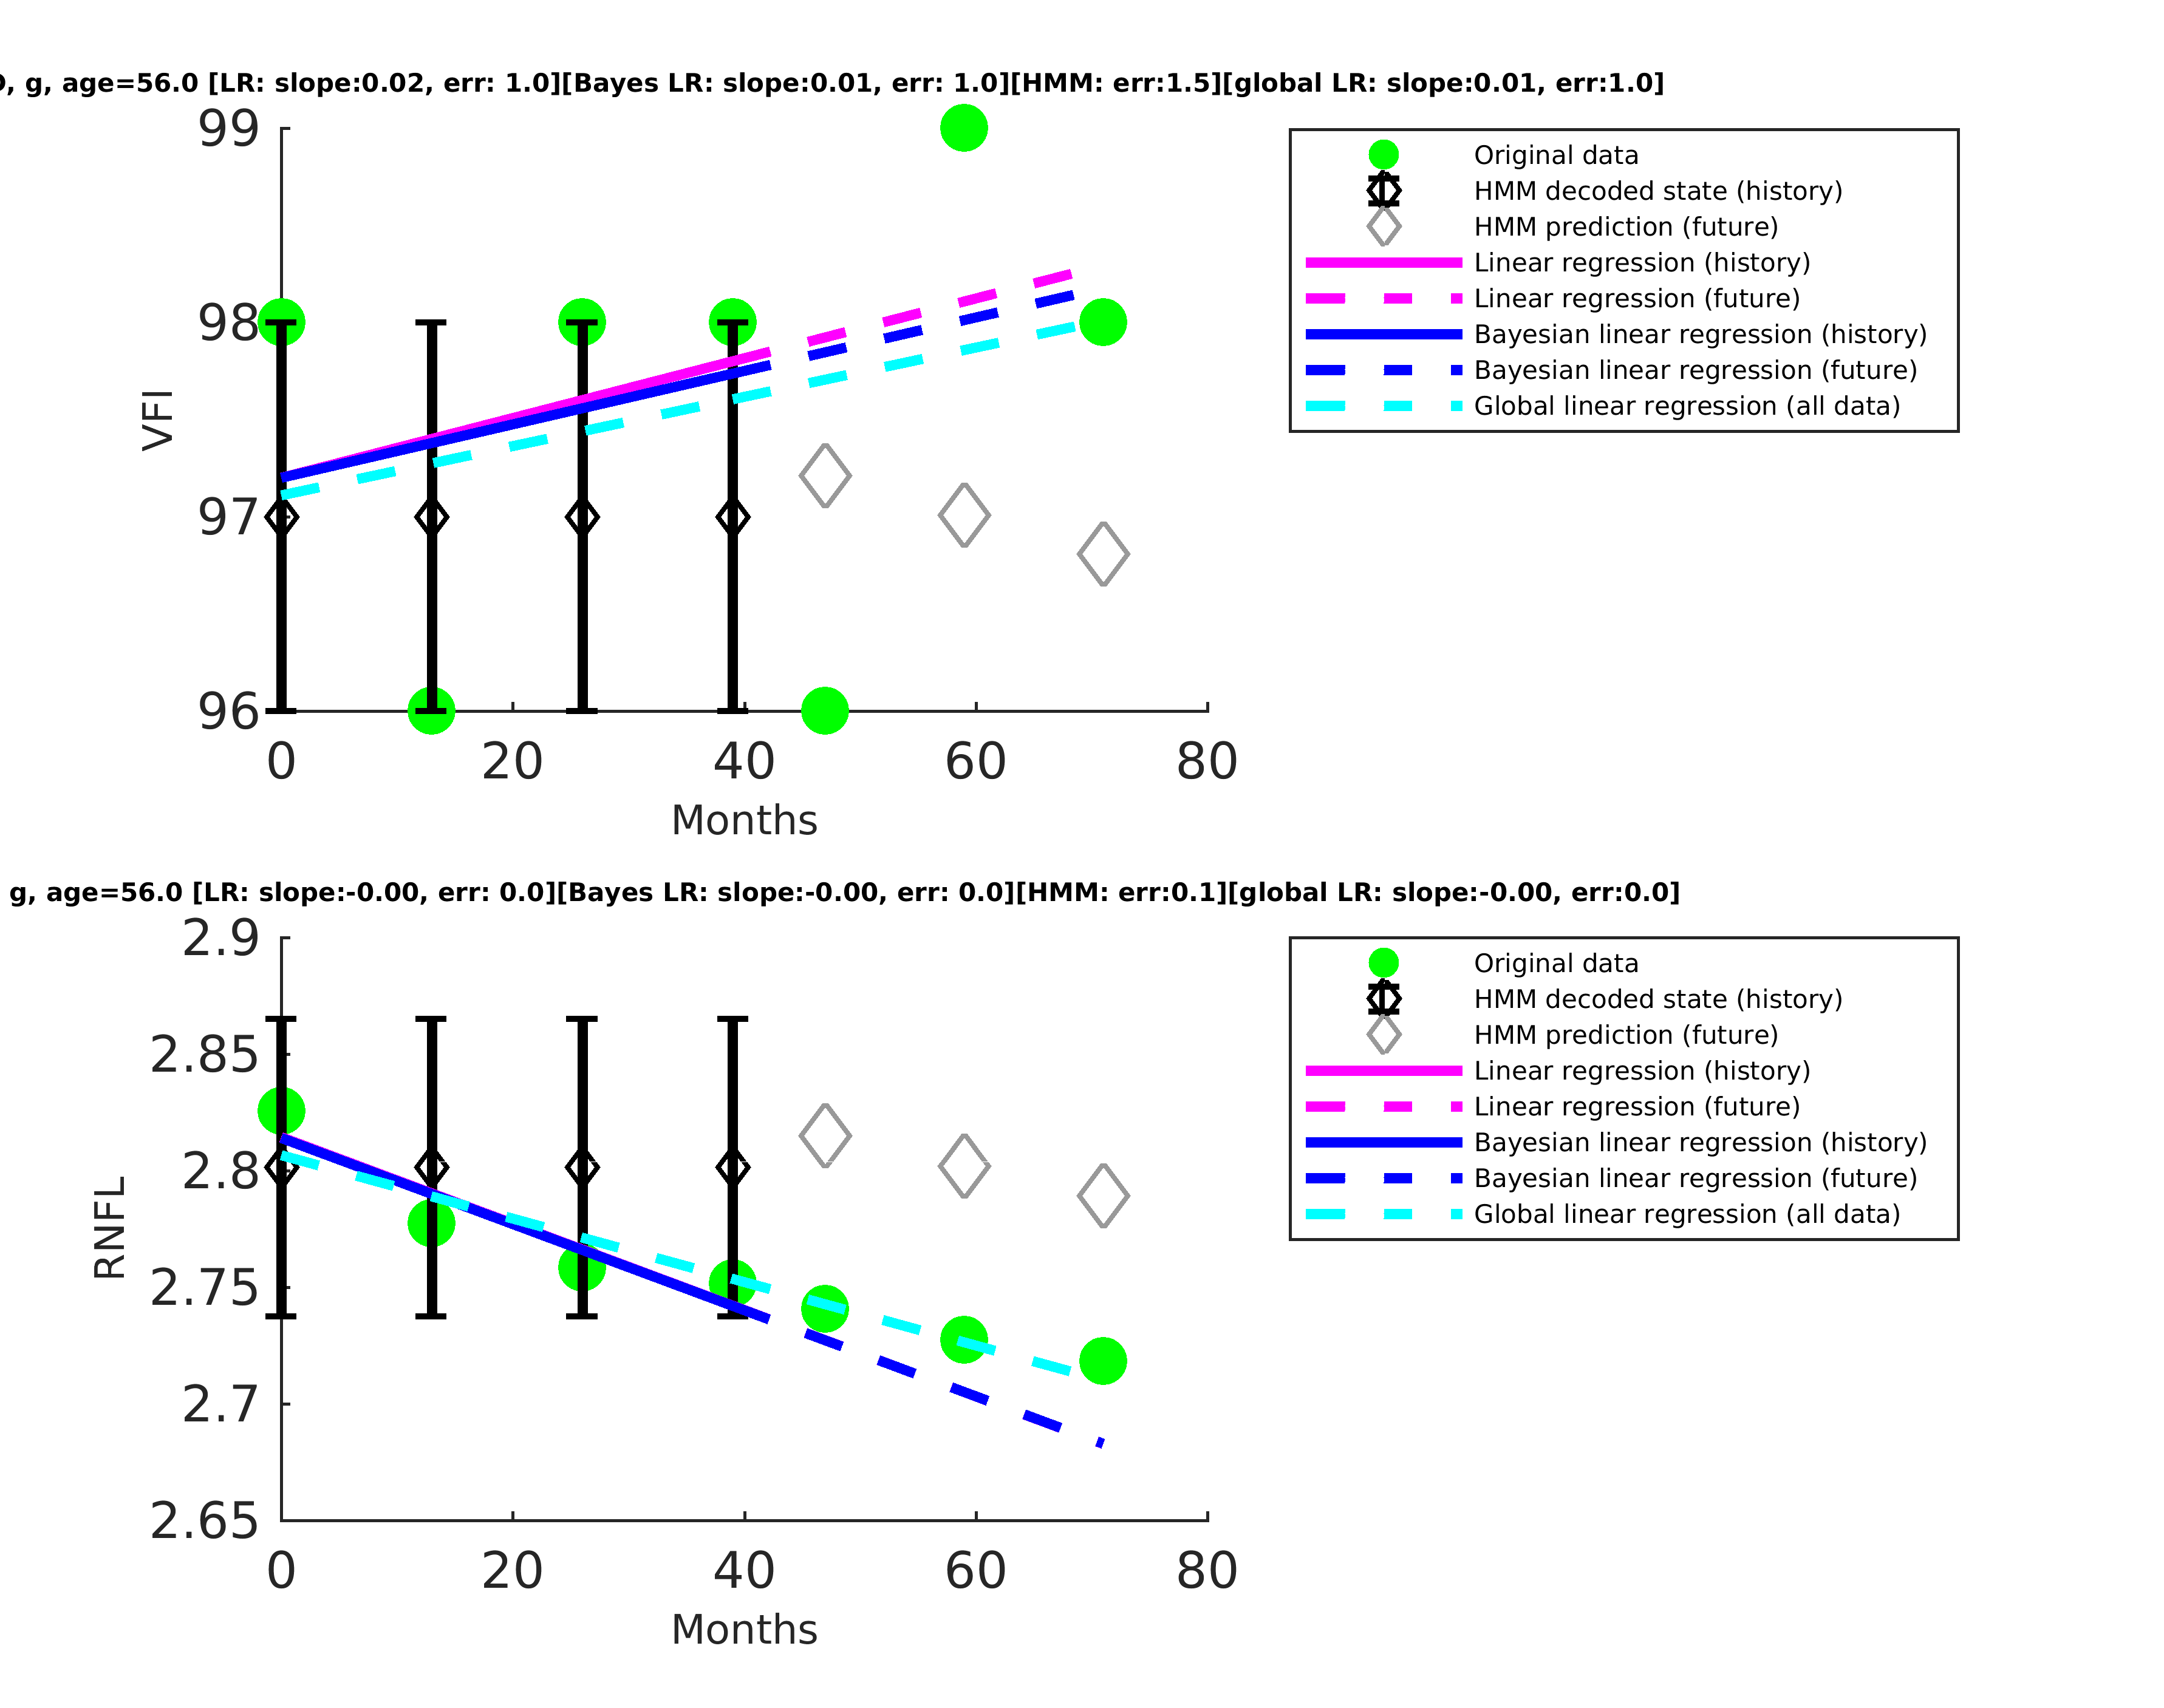 , g, age=56.0 [LR: slope:0.02, err: 1.0][Bayes LR: slope:0.01, err: 1.0][HMM: err:1.5][global LR: slope:0.01, err:1.0]
99
98
97
96
VFI
0 20 40 60 80
Months
Original data
HMM decoded state (history)
HMM prediction (future)
Linear regression (history)
Linear regression (future)
Bayesian linear regression (history)
Bayesian linear regression (future)
Global linear regression (all data)
g, age=56.0 [LR: slope:-0.00, err: 0.0][Bayes LR: slope:-0.00, err: 0.0][HMM: err:0.1][global LR: slope:-0.00, err:0.0]
2.9
2.85
2.8
2.75
2.7
2.65
RNFL
0 20 40 60 80
Months
Original data
HMM decoded state (history)
HMM prediction (future)
Linear regression (history)
Linear regression (future)
Bayesian linear regression (history)
Bayesian linear regression (future)
Global linear regression (all data)